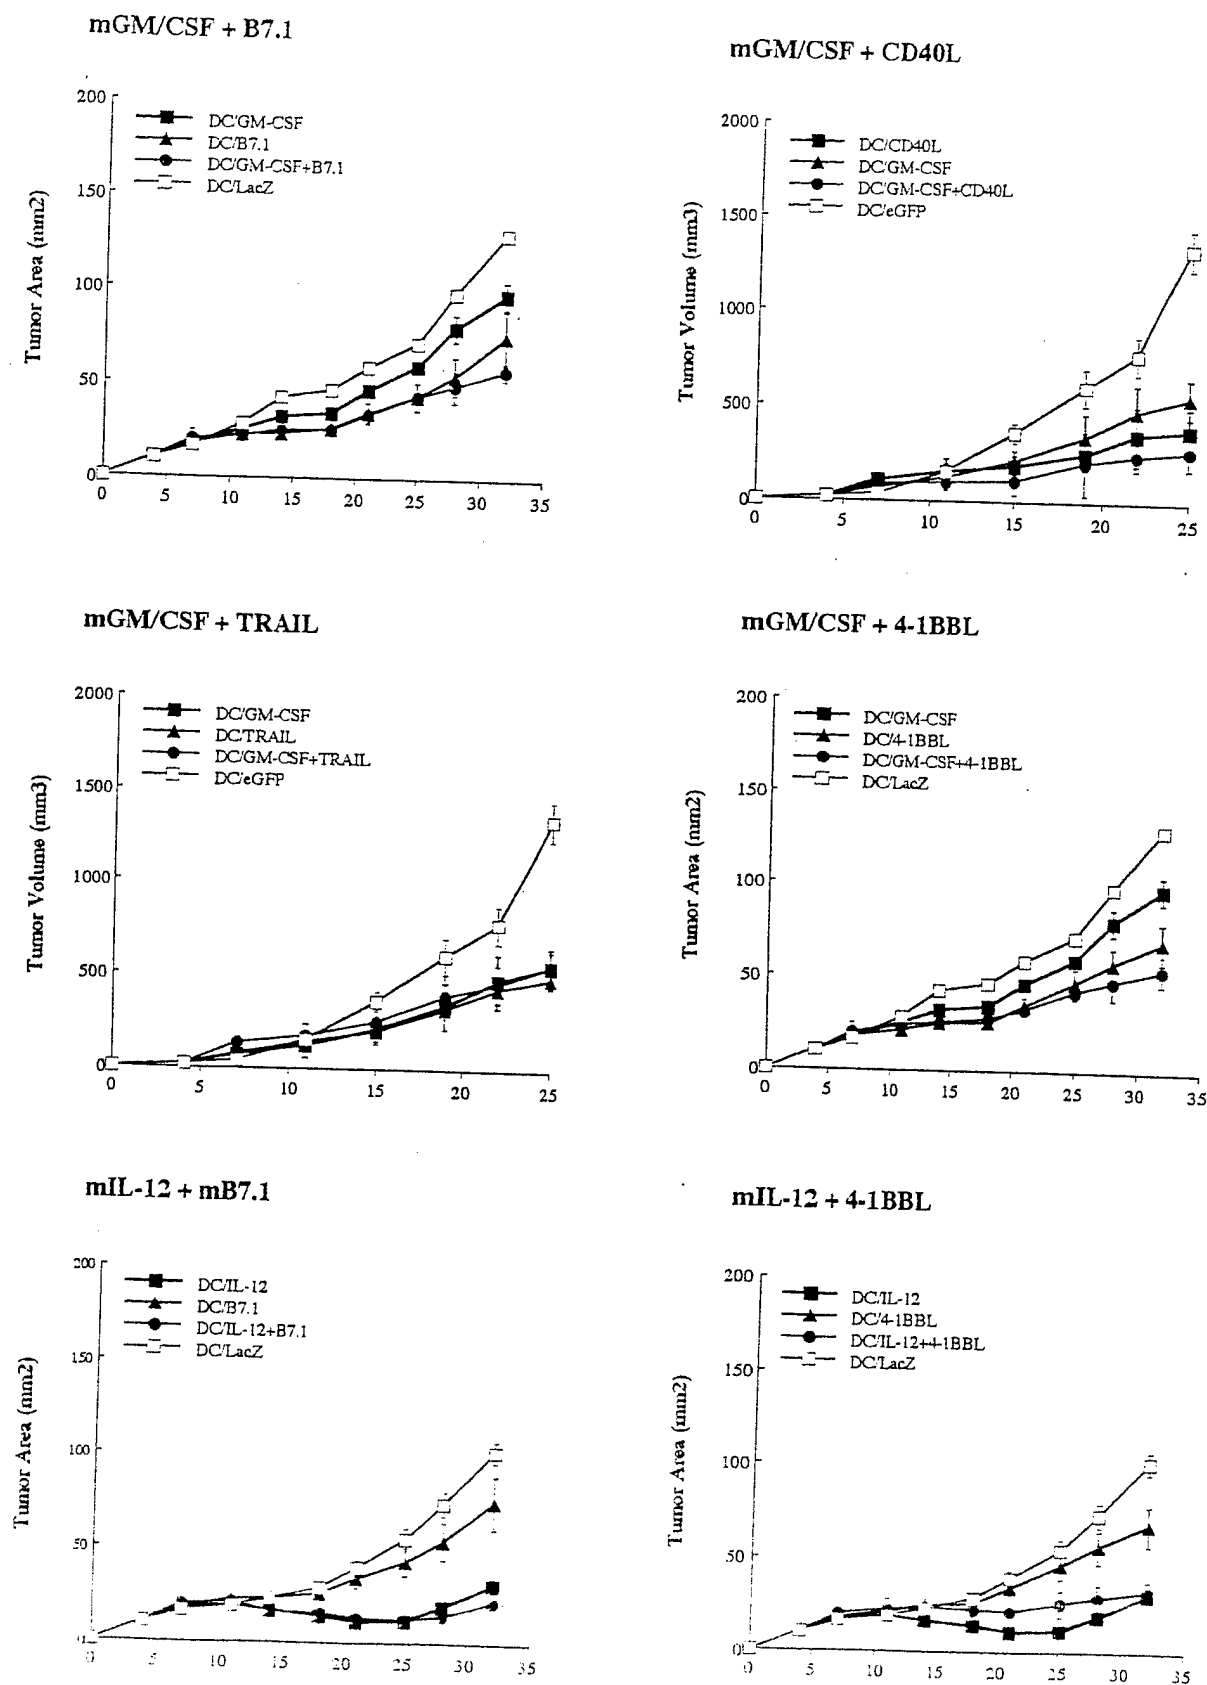 mGM/CSF + B7.1
200
150
100
50
0
Tumor Area (mm2)
DC/GM-CSF
DC/B7.1
DC/GM-CSF+B7.1
DC/LacZ
0 5 10 15 20 25 30 35
mGM/CSF + CD40L
2000
1500
1000
500
0
Tumor Volume (mm3)
DC/CD40L
DC/GM-CSF
DC/GM-CSF+CD40L
DC/eGFP
0 5 10 15 20 25
mGM/CSF + TRAIL
2000
1500
1000
500
0
Tumor Volume (mm3)
DC/GM-CSF
DC/TRAIL
DC/GM-CSF+TRAIL
DC/eGFP
0 5 10 15 20 25
mGM/CSF + 4-1BBL
200
150
100
50
0
Tumor Area (mm2)
DC/GM-CSF
DC/4-1BBL
DC/GM-CSF+4-1BBL
DC/LacZ
0 5 10 15 20 25 30 35
mIL-12 + mB7.1
200
150
100
50
Tumor Area (mm2)
DC/IL-12
DC/B7.1
DC/IL-12+B7.1
DC/LacZ
0 5 10 15 20 25 30 35
mIL-12 + 4-1BBL
200
150
100
50
0
Tumor Area (mm2)
DC/IL-12
DC/4-1BBL
DC/IL-12+4-1BBL
DC/LacZ
0 5 10 15 20 25 30 35